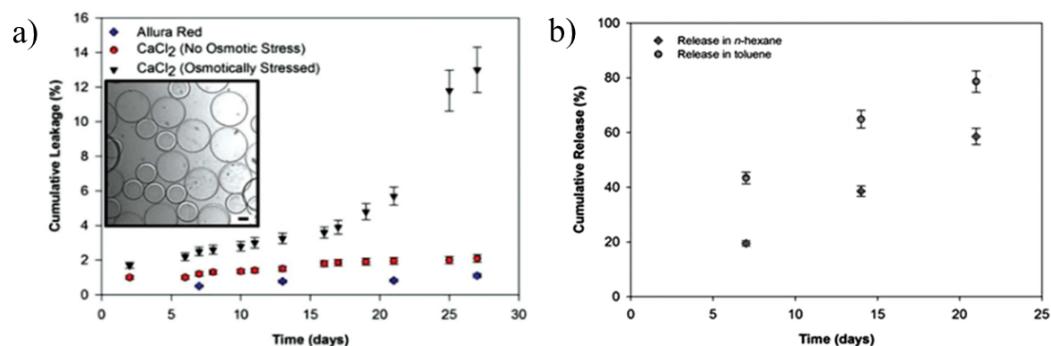 a)
16
14
12
10
8
6
4
2
0
Cumulative Leakage (%)
Allura Red
CaCl2 (No Osmotic Stress)
CaCl2 (Osmotically Stressed)
0 5 10 15 20 25 30
Time (days)
b)
100
80
60
40
20
0
Cumulative Release (%)
Release in n-hexane
Release in toluene
0 5 10 15 20 25
Time (days)